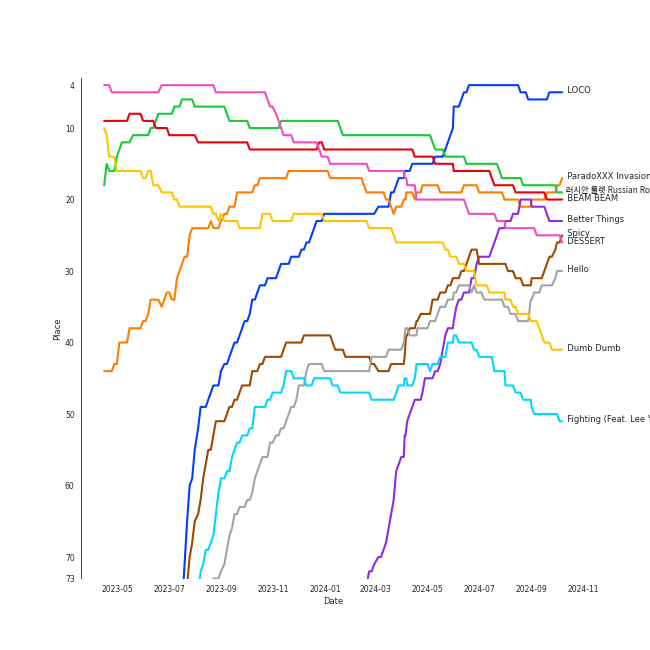 4
10
20
30
40
50
60
70
73
Place
2023-05
2023-07
2023-09
2023-11
2024-01
2024-03
2024-05
2024-07
2024-09
2024-11
Date
LOCO
ParadoXXX Invasion
러시안 룰렛 Russian Ro
BEAM BEAM
Better Things
Spicy
DESSERT
Hello
Dumb Dumb
Fighting (Feat. Lee Y